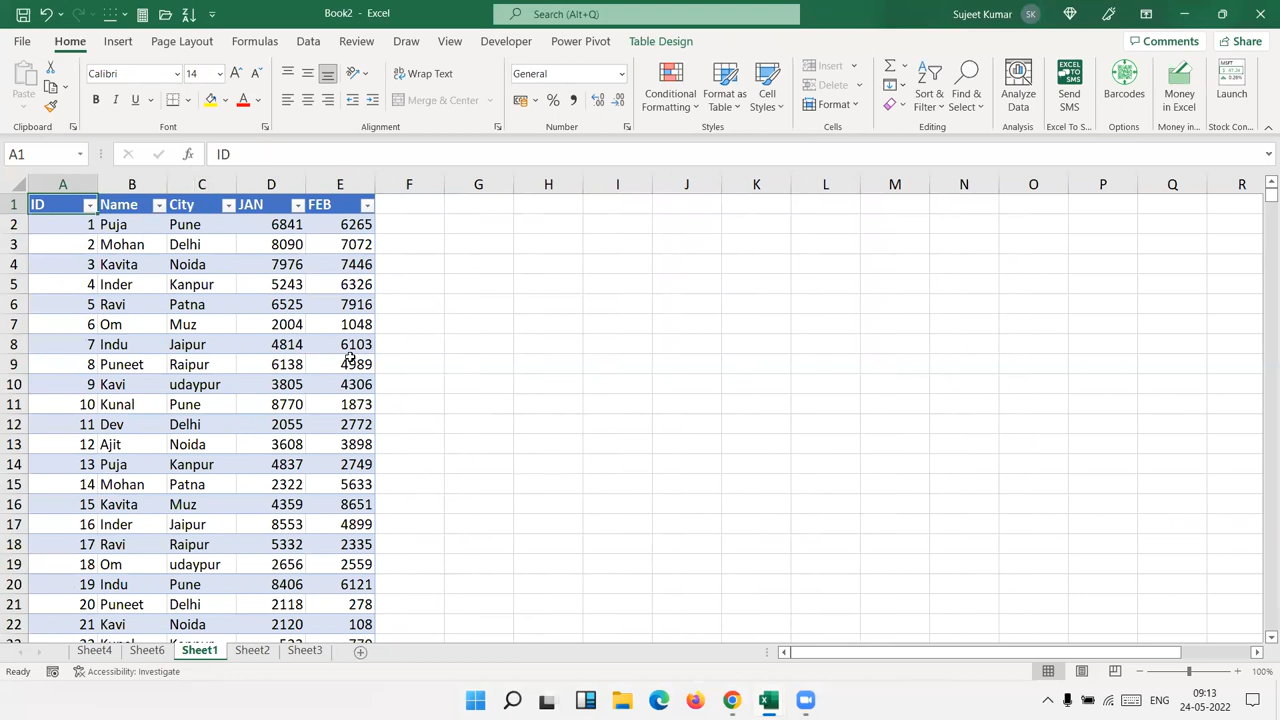 Book2 - Excel
Search (Alt+Q)
Sujeet Kumar SK
File Home Insert Page Layout Formulas Data Review View Draw Developer Power Pivot Table Design Comments Share
Paste Calibri 14 Wrap Text General Conditional Formatting Format as Table Cell Styles Insert Sort & Filter Find & Select Analyze Data Send SMS Barcodes Money in Excel Launch
B I U Merge & Center Delete
Format
Clipboard Font Alignment Number Styles Cells Editing Analysis Excel To S... Options Money in... Stock Con...
A1 fx ID
A B C D E F G H I J K L M N O P Q R
1 ID Name City JAN FEB
2 1 Puja Pune 6841 6265
3 2 Mohan Delhi 8090 7072
4 3 Kavita Noida 7976 7446
5 4 Inder Kanpur 5243 6326
6 5 Ravi Patna 6525 7916
7 6 Om Muz 2004 1048
8 7 Indu Jaipur 4814 6103
9 8 Puneet Raipur 6138 4989
10 9 Kavi udaypur 3805 4306
11 10 Kunal Pune 8770 1873
12 11 Dev Delhi 2055 2772
13 12 Ajit Noida 3608 3898
14 13 Puja Kanpur 4837 2749
15 14 Mohan Patna 2322 5633
16 15 Kavita Muz 4359 8651
17 16 Inder Jaipur 8553 4899
18 17 Ravi Raipur 5332 2335
19 18 Om udaypur 2656 2559
20 19 Indu Pune 8406 6121
21 20 Puneet Delhi 2118 278
22 21 Kavi Noida 2120 108
Sheet4 Sheet6 Sheet1 Sheet2 Sheet3
Ready Accessibility: Investigate 100%
ENG 09:13
24-05-2022